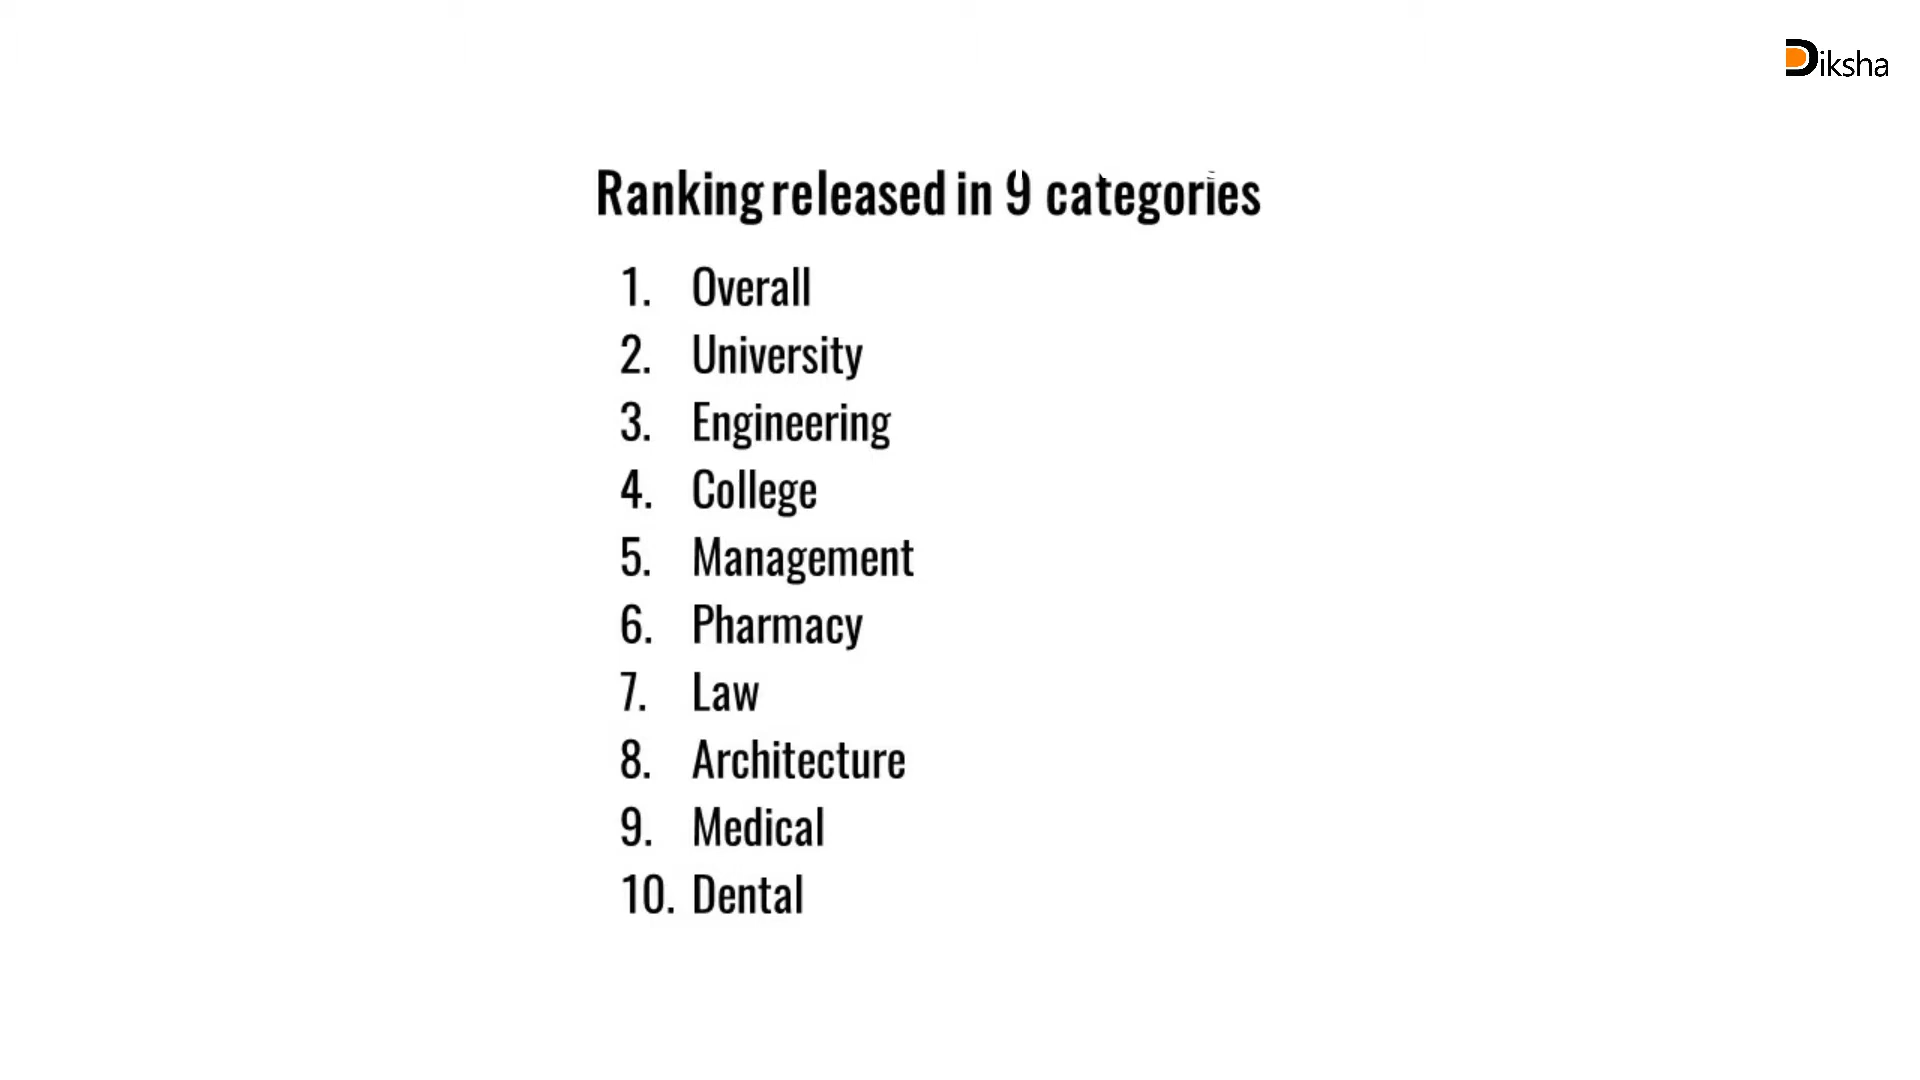 Diksha
Ranking released in 9 categories
1. Overall
2. University
3. Engineering
4. College
5. Management
6. Pharmacy
7. Law
8. Architecture
9. Medical
10. Dental